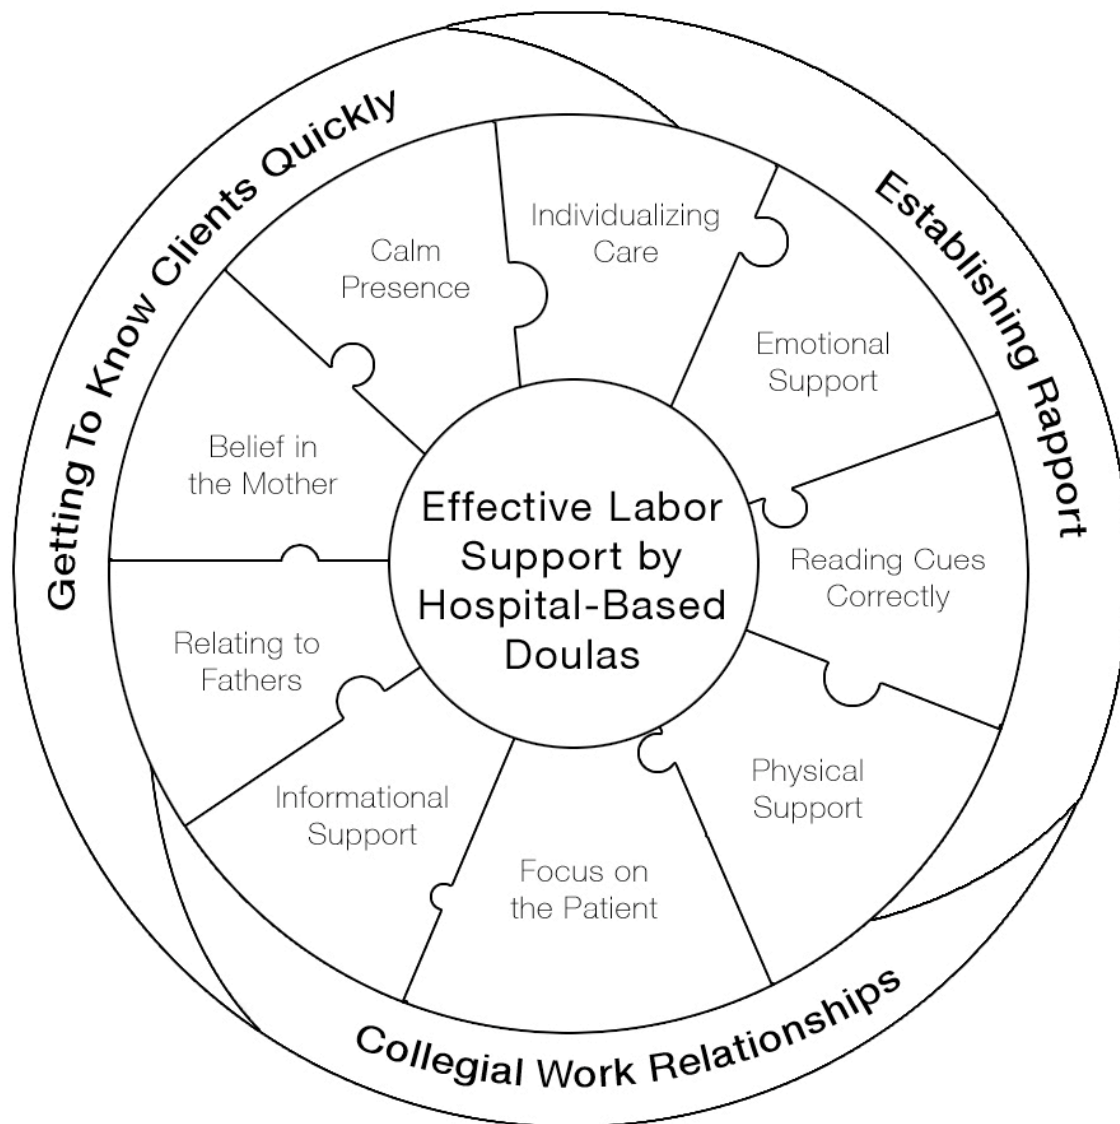 Getting To Know Clients Quickly
Establishing Rapport
Collegial Work Relationships
Individualizing
Care
Emotional
Support
Reading Cues
Correctly
Physical
Support
Focus on
the Patient
Informational
Support
Relating to
Fathers
Belief in
the Mother
Calm
Presence
Effective Labor
Support by
Hospital-Based
Doulas